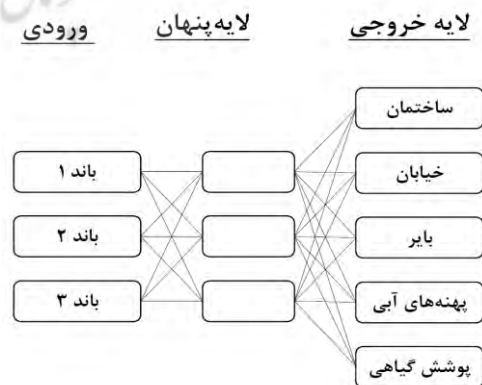 لایه خروجی
لایه پنهان
ورودی
ساختمان
خیابان
بایر
پهنه‌های آبی
پوشش گیاهی
باند ۱
باند ۲
باند ۳